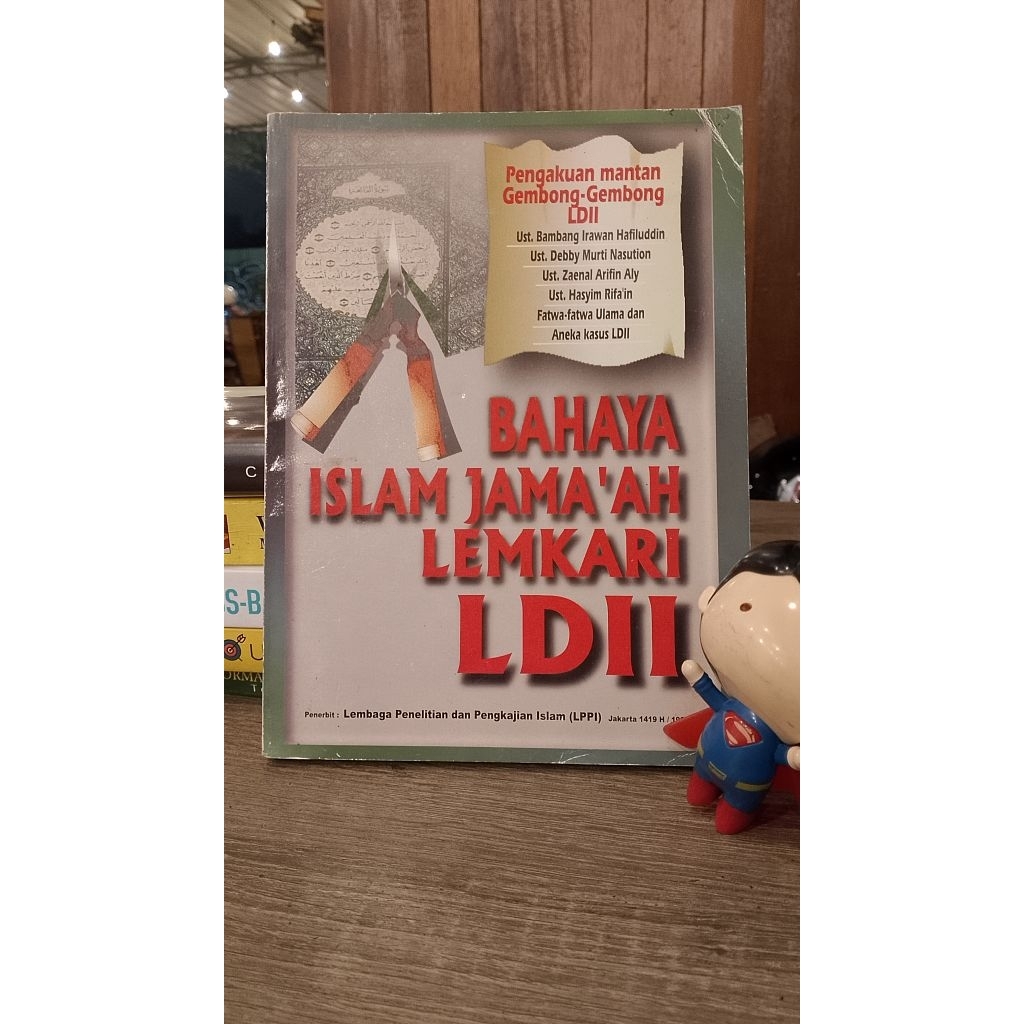 Pengakuan mantan
Gembong-Gembong
LDII
Ust. Bambang Irawan Hafiluddin
Ust. Debby Murti Nasution
Ust. Zaenal Arifin Aly
Ust. Hasyim Rifa'in
Fatwa-fatwa Ulama dan
Aneka kasus LDII
BAHAYA
ISLAM JAMA'AH
LEMKARI
LDII
Penerbit : Lembaga Penelitian dan Pengkajian Islam (LPPI) Jakarta 1419 H /